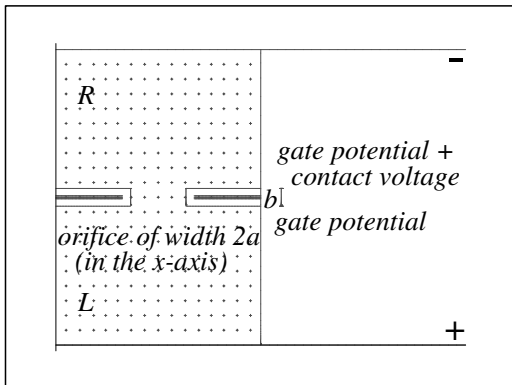 R
-
gate potential +
contact voltage
b
gate potential
orifice of width 2a
(in the x-axis)
L
+